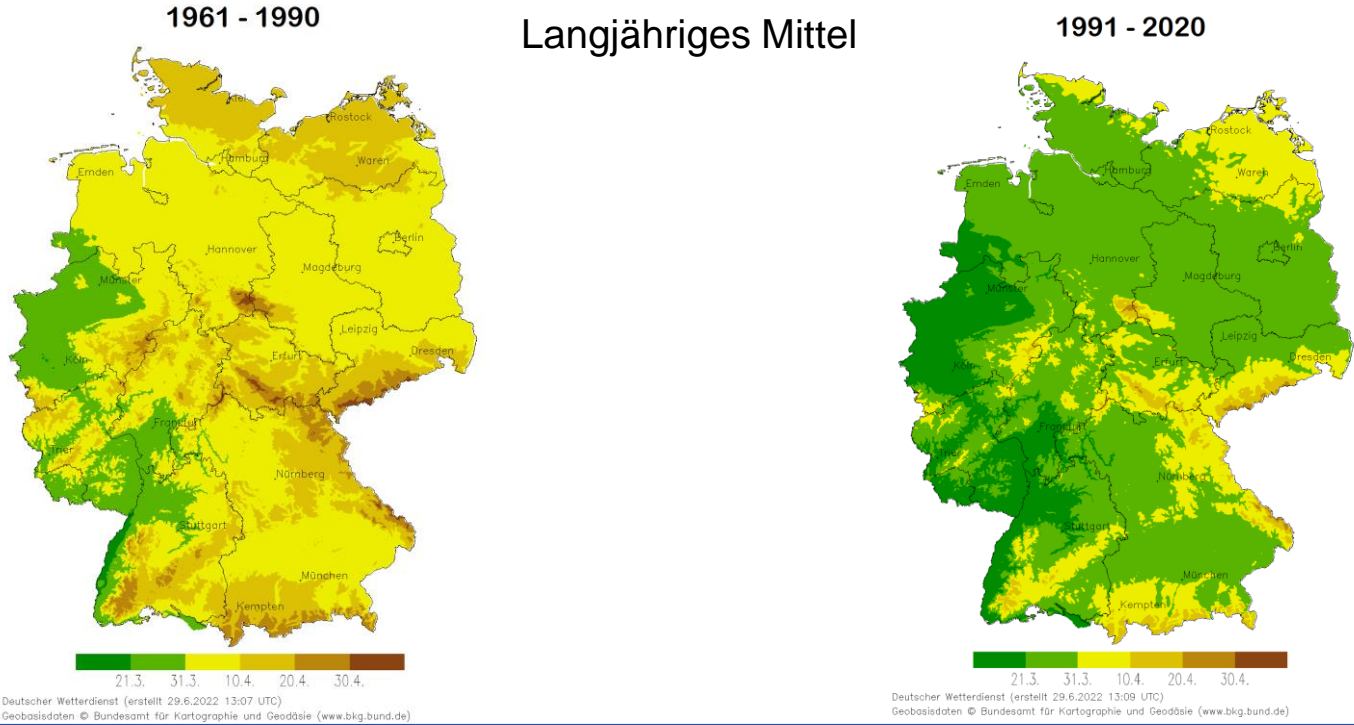 1961 - 1990
Langjähriges Mittel
1991 - 2020
Kiel
Rostock
Hamburg
Waren
Emden
Hannover
Berlin
Magdeburg
Münster
Leipzig
Köln
Erfurt
Dresden
Frankfurt
Trier
Nürnberg
Stuttgart
München
Kempten
21.3. 31.3. 10.4. 20.4. 30.4.
Deutscher Wetterdienst (erstellt 29.6.2022 13:07 UTC)
Geobasisdaten © Bundesamt für Kartographie und Geodäsie (www.bkg.bund.de)
Rostock
Waren
Hamburg
Emden
Berlin
Hannover
Magdeburg
Münster
Leipzig
Dresden
Erfurt
Köln
Frankfurt
Trier
Nürnberg
Stuttgart
München
Kempten
21.3. 31.3. 10.4. 20.4. 30.4.
Deutscher Wetterdienst (erstellt 29.6.2022 13:09 UTC)
Geobasisdaten © Bundesamt für Kartographie und Geodäsie (www.bkg.bund.de)